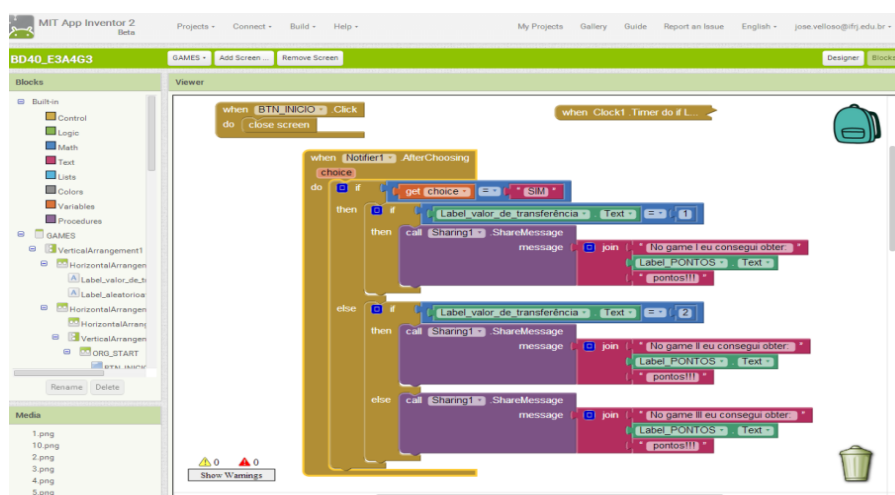 MIT App Inventor 2
Beta
Projects Connect Build Help My Projects Gallery Guide Report an Issue English jose.velloso@ifrj.edu.br
BD40_E3A4G3 GAMES Add Screen ... Remove Screen Designer Blocks
Blocks Viewer
Built-in
Control
Logic
Math
Text
Lists
Colors
Variables
Procedures
GAMES
VerticalArrangement1
HorizontalArrangen
Label_valor_de_t
Label_aleatorioa
HorizontalArrangen
HorizontalArrang
VerticalArrangen
ORG_START
BTN_INICIO
Rename Delete
Media
1.png
10.png
2.png
3.png
4.png
5.png
when BTN_INICIO .Click
do close screen
when Clock1 .Timer do if L...
when Notifier1 .AfterChoosing
choice
do if get choice = " SIM "
then if Label_valor_de_transferência . Text = 1
then call Sharing1 .ShareMessage
message join " No game I eu consegui obter: "
Label_PONTOS . Text
" pontos!!! "
else if Label_valor_de_transferência . Text = 2
then call Sharing1 .ShareMessage
message join " No game II eu consegui obter: "
Label_PONTOS . Text
" pontos!!! "
else call Sharing1 .ShareMessage
message join " No game III eu consegui obter: "
Label_PONTOS . Text
" pontos!!! "
0 0
Show Warnings